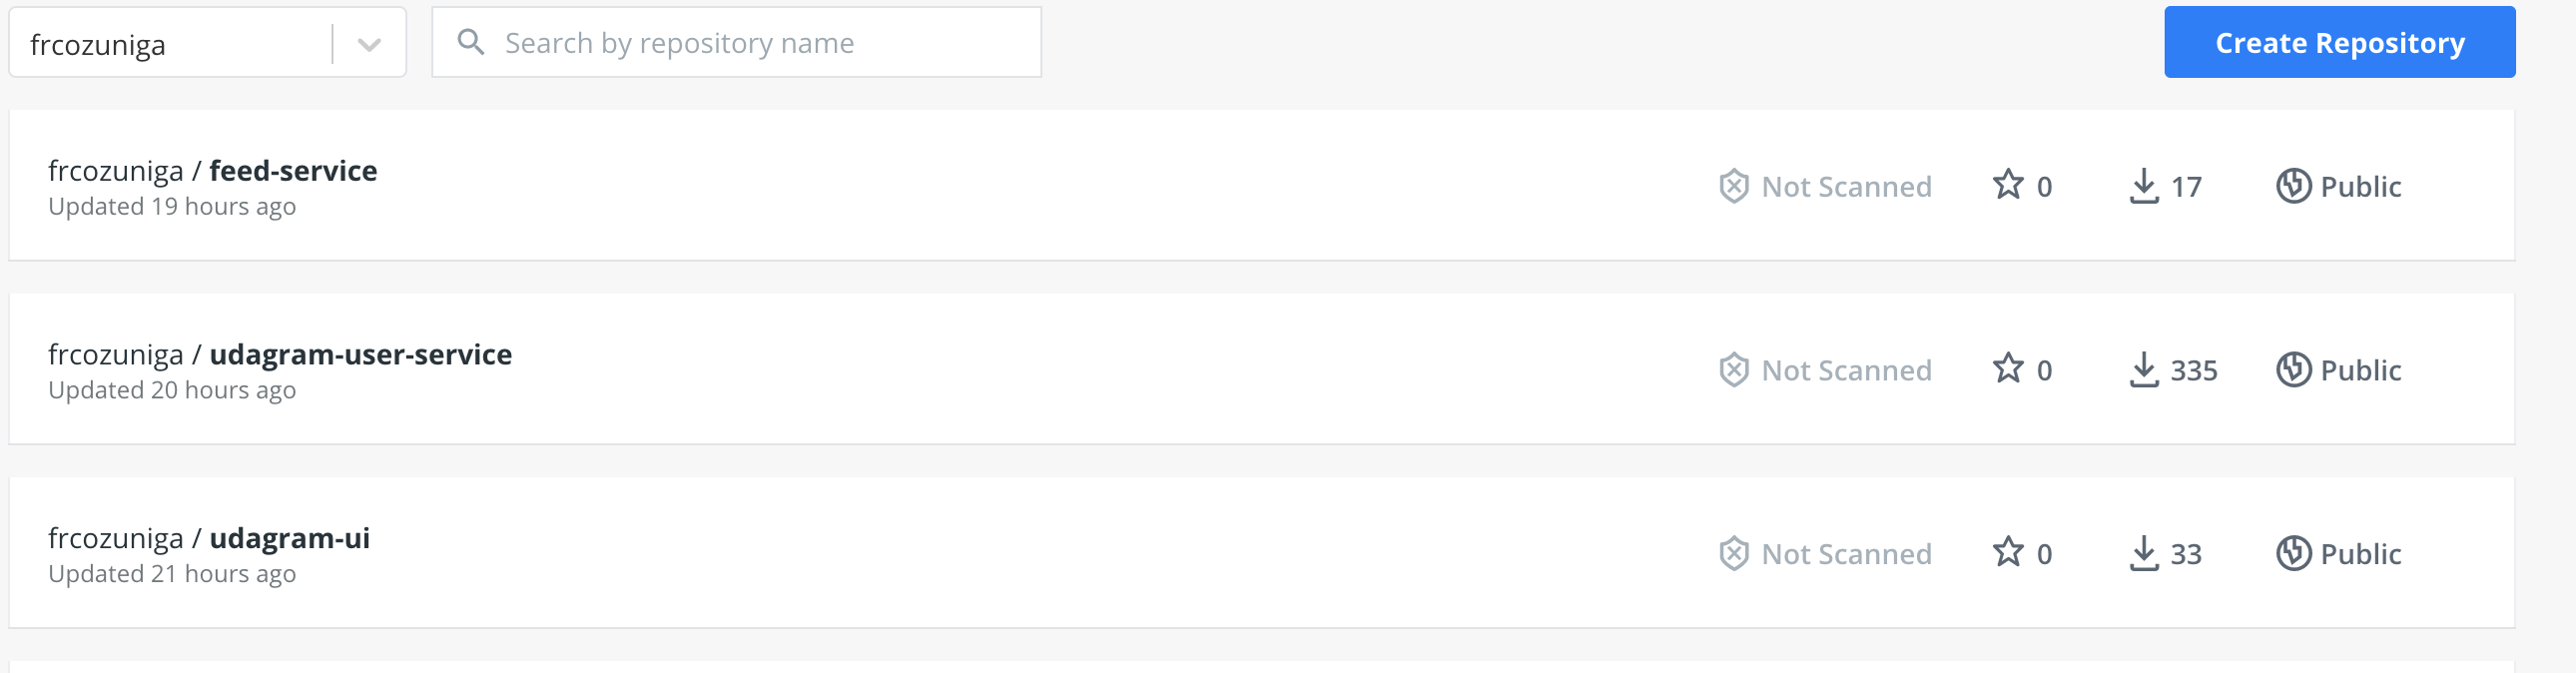 frcozuniga
Search by repository name
Create Repository
frcozuniga / feed-service
Updated 19 hours ago
Not Scanned
0
17
Public
frcozuniga / udagram-user-service
Updated 20 hours ago
Not Scanned
0
335
Public
frcozuniga / udagram-ui
Updated 21 hours ago
Not Scanned
0
33
Public